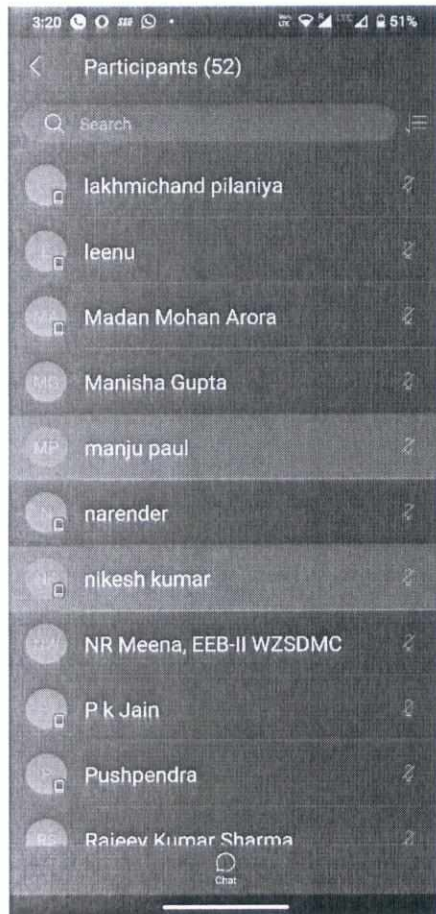 3:20 51%
Participants (52)
Search
lakhmichand pilaniya
leenu
Madan Mohan Arora
MA
Manisha Gupta
MG
manju paul
MP
narender
N
nikesh kumar
NR Meena, EEB-II WZSDMC
P k Jain
Pushpendra
P
Rajeev Kumar Sharma
RS
Chat